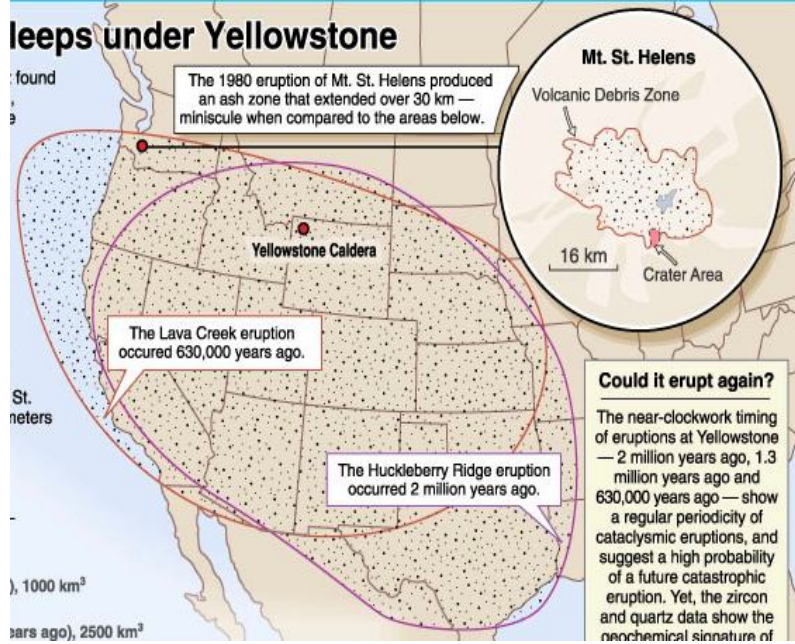 leeps under Yellowstone
found
The 1980 eruption of Mt. St. Helens produced
an ash zone that extended over 30 km —
miniscule when compared to the areas below.
Mt. St. Helens
Volcanic Debris Zone
16 km
Crater Area
Yellowstone Caldera
The Lava Creek eruption
occured 630,000 years ago.
St.
neters
The Huckleberry Ridge eruption
occurred 2 million years ago.
), 1000 km³
ears ago), 2500 km³
Could it erupt again?
The near-clockwork timing
of eruptions at Yellowstone
— 2 million years ago, 1.3
million years ago and
630,000 years ago — show
a regular periodicity of
cataclysmic eruptions, and
suggest a high probability
of a future catastrophic
eruption. Yet, the zircon
and quartz data show the
geochemical signature of